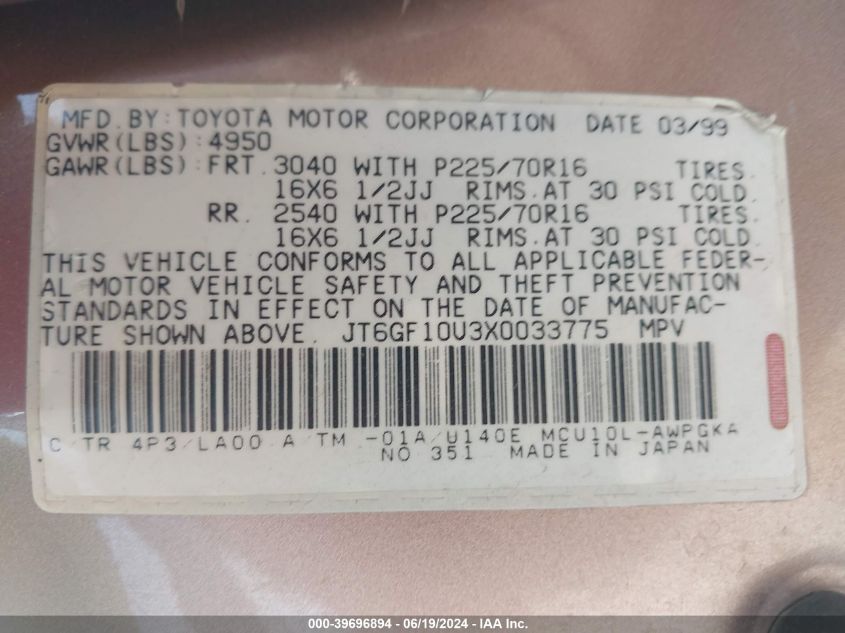 MFD. BY: TOYOTA MOTOR CORPORATION DATE 03/99
GVWR(LBS): 4950
GAWR(LBS): FRT. 3040 WITH P225/70R16 TIRES.
16X6 1/2JJ RIMS. AT 30 PSI COLD.
RR. 2540 WITH P225/70R16 TIRES.
16X6 1/2JJ RIMS. AT 30 PSI COLD.
THIS VEHICLE CONFORMS TO ALL APPLICABLE FEDER-
AL MOTOR VEHICLE SAFETY AND THEFT PREVENTION
STANDARDS IN EFFECT ON THE DATE OF MANUFAC-
TURE SHOWN ABOVE. JT6GF10U3X0033775 MPV
C/TR 4P3/LA00 A/TM -01A/U140E MCU10L-AWPGKA
NO 351 MADE IN JAPAN
000-39696894 - 06/19/2024 - IAA Inc.